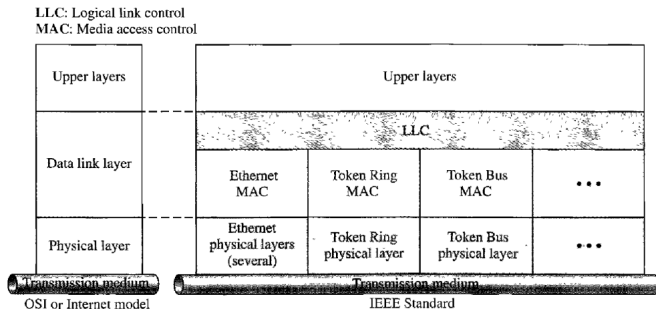 LLC: Logical link control
MAC: Media access control
Upper layers
Upper layers
Data link layer
LLC
Ethernet
MAC
Token Ring
MAC
Token Bus
MAC
•••
Physical layer
Ethernet
physical layers
(several)
Token Ring
physical layer
Token Bus
physical layer
•••
Transmission medium
Transmission medium
OSI or Internet model
IEEE Standard